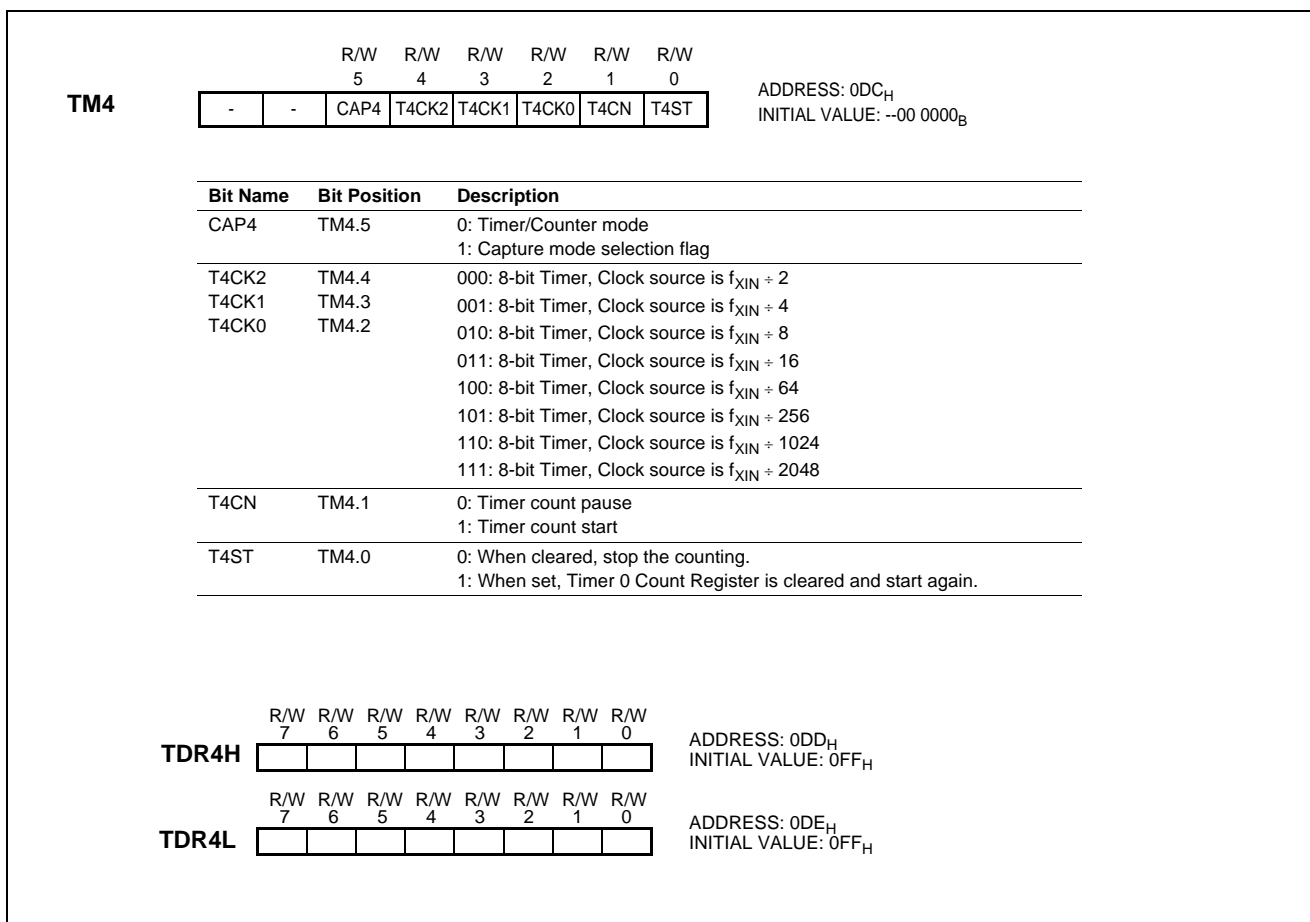 R/W R/W R/W R/W R/W R/W
5 4 3 2 1 0
TM4
- - CAP4 T4CK2 T4CK1 T4CK0 T4CN T4ST
ADDRESS: 0DCH
INITIAL VALUE: --00 0000B
Bit Name Bit Position Description
CAP4 TM4.5 0: Timer/Counter mode
1: Capture mode selection flag
T4CK2 TM4.4 000: 8-bit Timer, Clock source is fXIN ÷ 2
T4CK1 TM4.3 001: 8-bit Timer, Clock source is fXIN ÷ 4
T4CK0 TM4.2 010: 8-bit Timer, Clock source is fXIN ÷ 8
011: 8-bit Timer, Clock source is fXIN ÷ 16
100: 8-bit Timer, Clock source is fXIN ÷ 64
101: 8-bit Timer, Clock source is fXIN ÷ 256
110: 8-bit Timer, Clock source is fXIN ÷ 1024
111: 8-bit Timer, Clock source is fXIN ÷ 2048
T4CN TM4.1 0: Timer count pause
1: Timer count start
T4ST TM4.0 0: When cleared, stop the counting.
1: When set, Timer 0 Count Register is cleared and start again.
R/W R/W R/W R/W R/W R/W R/W R/W
7 6 5 4 3 2 1 0
TDR4H
ADDRESS: 0DDH
INITIAL VALUE: 0FFH
R/W R/W R/W R/W R/W R/W R/W R/W
7 6 5 4 3 2 1 0
TDR4L
ADDRESS: 0DEH
INITIAL VALUE: 0FFH